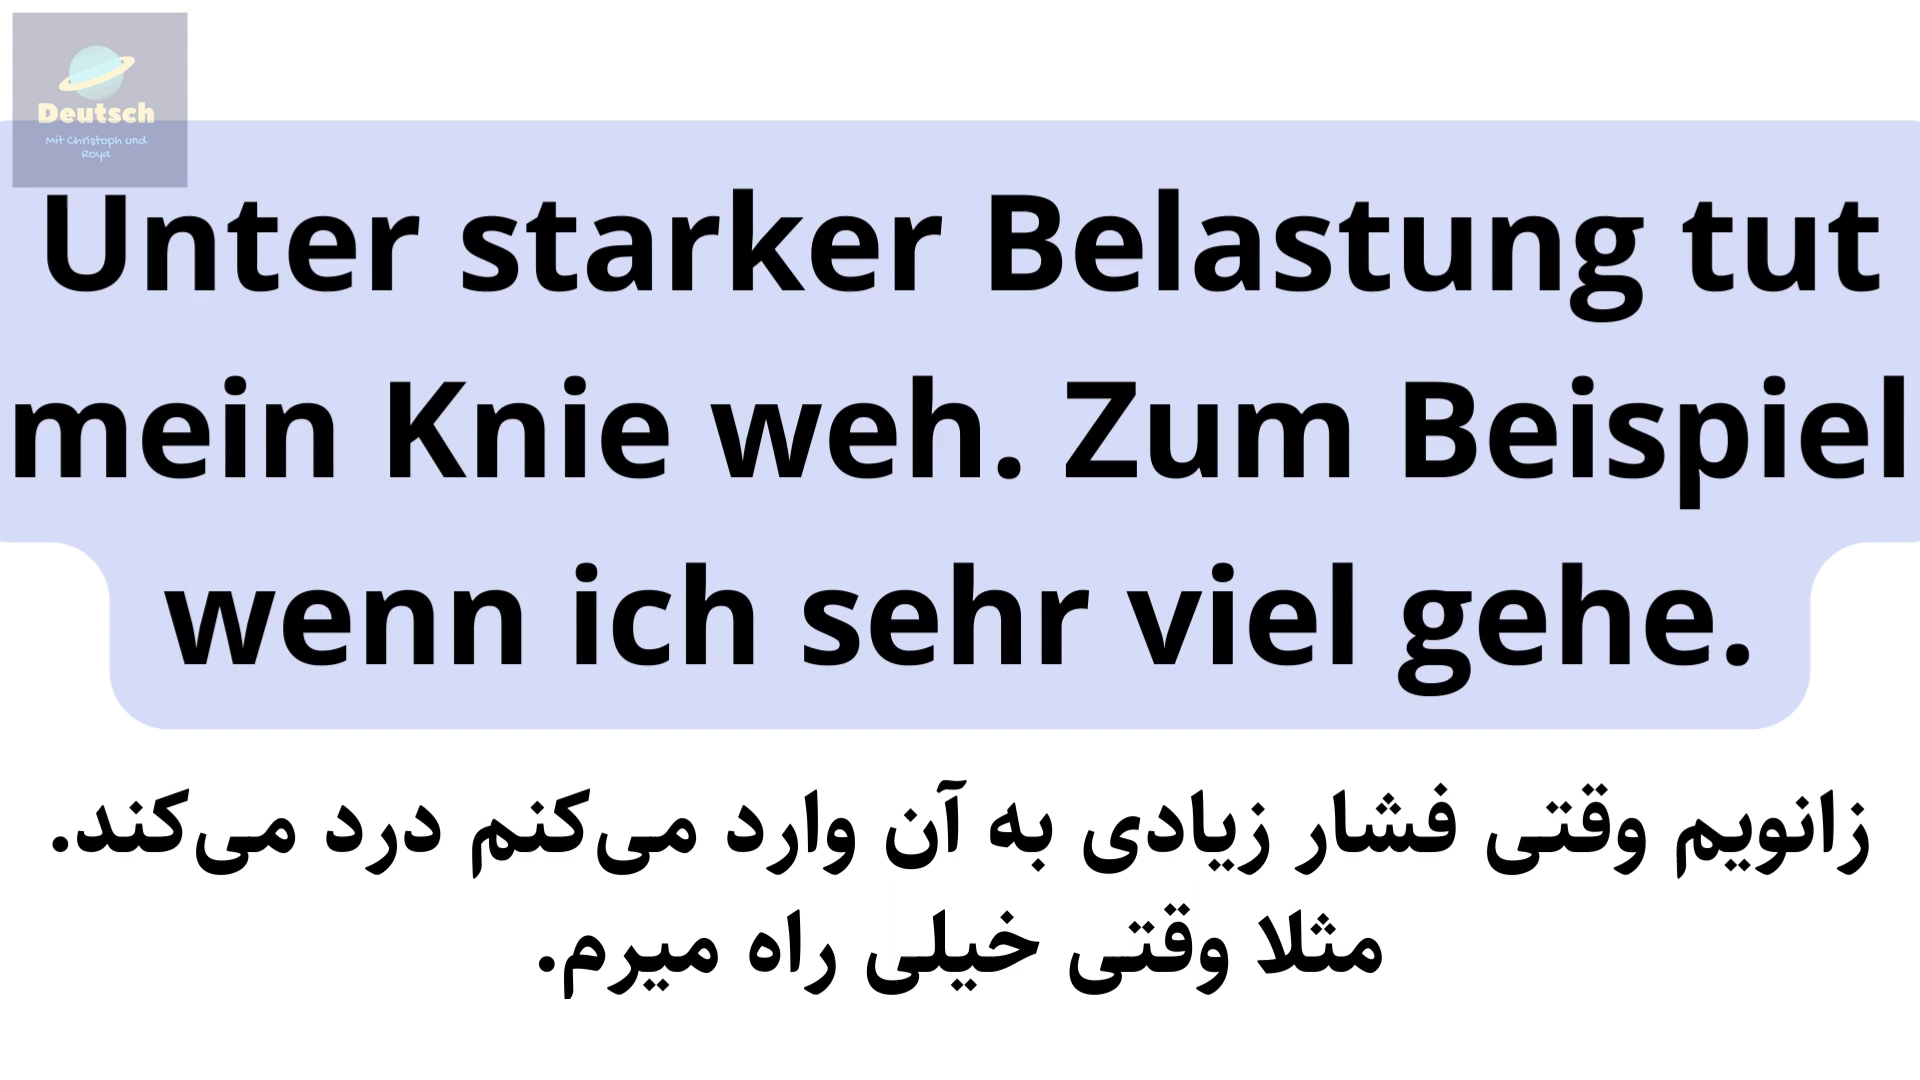 Deutsch
Mit Christoph und
Roya
Unter starker Belastung tut
mein Knie weh. Zum Beispiel
wenn ich sehr viel gehe.
زانویم وقتی فشار زیادی به آن وارد می‌کنم درد می‌کند.
مثلا وقتی خیلی راه میرم.